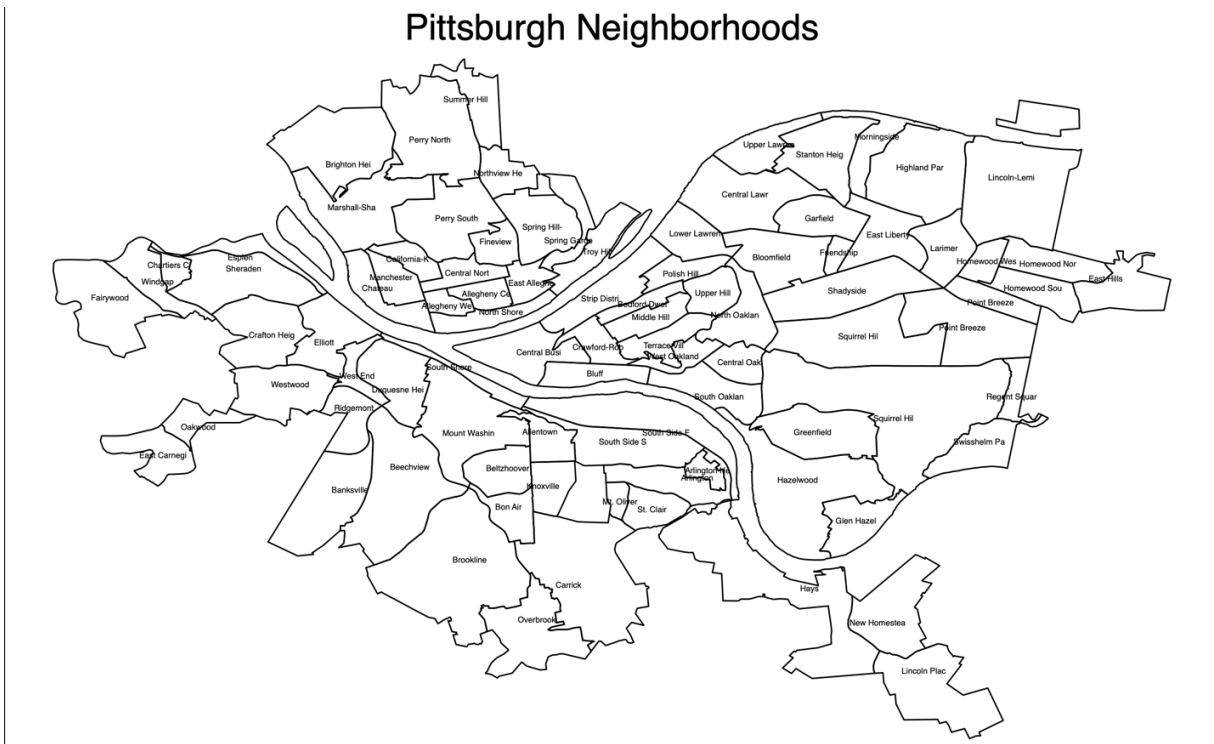 Pittsburgh Neighborhoods
Summer Hill
Perry North
Brighton Hei
Northview He
Marshall-Sha
Perry South
Spring Hill-
Fineview
Spring Garde
Troy Hill
California-K
Central Nort
Manchester
Chateau
East Alleghe
Allegheny Ce
Allegheny We
North Shore
Chartiers C
Esplen
Sheraden
Windgap
Fairywood
Crafton Heig
Elliott
West End
Westwood
Ridgemont
Oakwood
East Carnegi
Duquesne Hei
South Shore
Mount Washin
Allentown
Beechview
Beltzhoover
Banksville
Knoxville
Bon Air
Brookline
Carrick
Overbrook
Mt. Oliver
St. Clair
South Side S
South Side F
Arlington He
Arlington
Upper Lawre
Stanton Heig
Morningside
Highland Par
Lincoln-Lemi
Central Lawr
Garfield
Lower Lawren
East Liberty
Larimer
Friendship
Bloomfield
Homewood Wes
Homewood Nor
East Hills
Homewood Sou
Polish Hill
Upper Hill
Strip Distri
Bedford Dwel
Middle Hill
North Oaklan
Shadyside
Point Breeze
Point Breeze
Squirrel Hil
Central Busi
Crawford-Rob
Terrace Vill
West Oakland
Central Oak
Bluff
South Oaklan
Regent Squar
Squirrel Hil
Greenfield
Swisshelm Pa
Hazelwood
Glen Hazel
Hays
New Homestea
Lincoln Plac